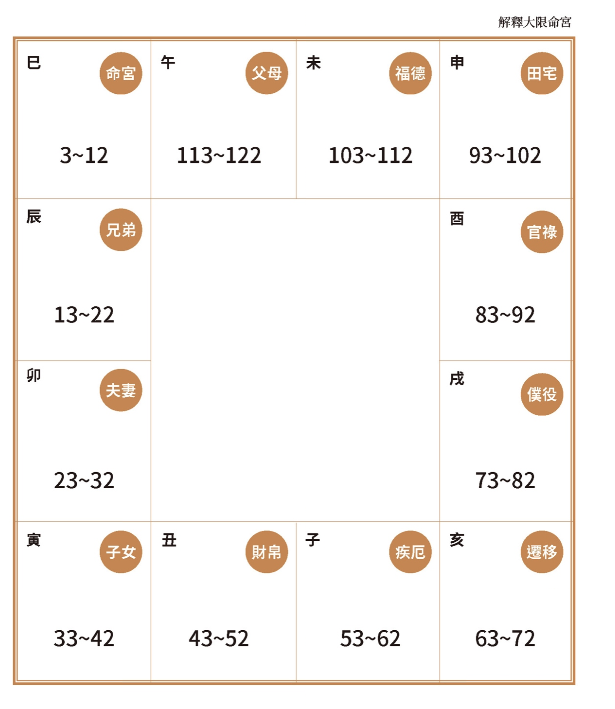 解釋大限命宮
巳 命宮
3~12
午 父母
113~122
未 福德
103~112
申 田宅
93~102
辰 兄弟
13~22
酉 官祿
83~92
卯 夫妻
23~32
戌 僕役
73~82
寅 子女
33~42
丑 財帛
43~52
子 疾厄
53~62
亥 遷移
63~72